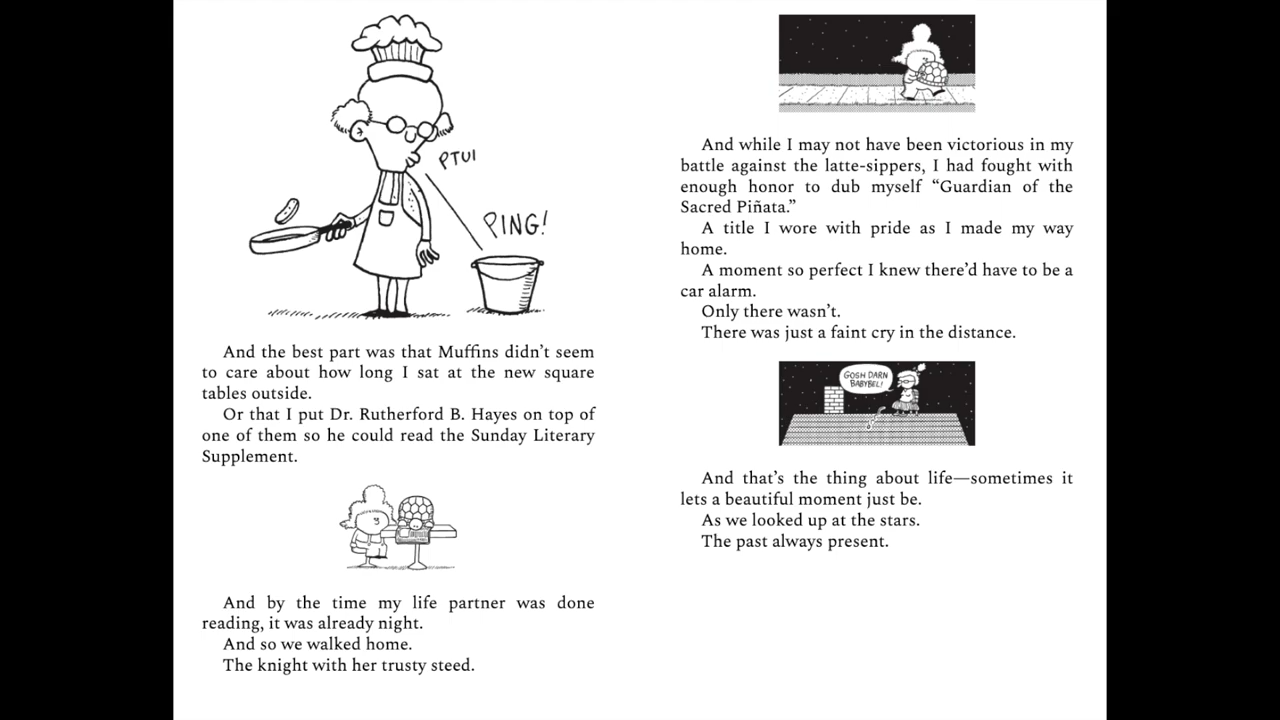 PTUI
PING!
And the best part was that Muffins didn’t seem
to care about how long I sat at the new square
tables outside.
Or that I put Dr. Rutherford B. Hayes on top of
one of them so he could read the Sunday Literary
Supplement.
And by the time my life partner was done
reading, it was already night.
And so we walked home.
The knight with her trusty steed.
And while I may not have been victorious in my
battle against the latte-sippers, I had fought with
enough honor to dub myself “Guardian of the
Sacred Piñata.”
A title I wore with pride as I made my way
home.
A moment so perfect I knew there’d have to be a
car alarm.
Only there wasn’t.
There was just a faint cry in the distance.
GOSH DARN
BABYBEL!
And that’s the thing about life—sometimes it
lets a beautiful moment just be.
As we looked up at the stars.
The past always present.